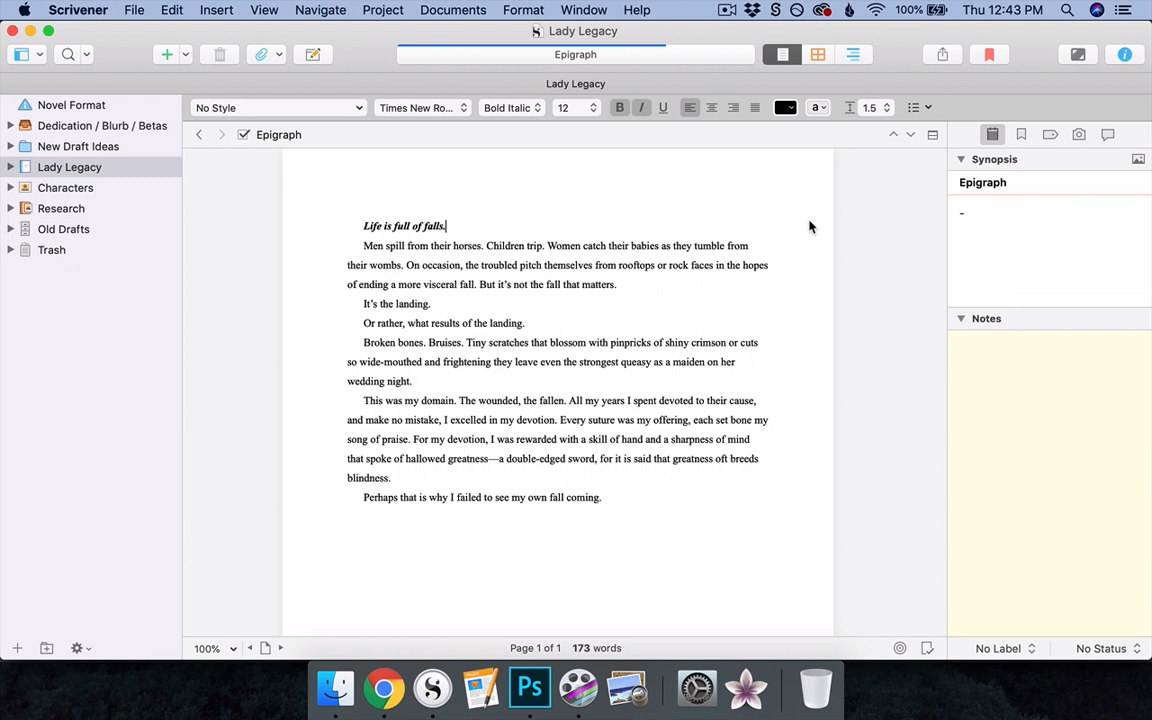 Scrivener File Edit Insert View Navigate Project Documents Format Window Help 100% Thu 12:43 PM
Lady Legacy
Epigraph
Lady Legacy
No Style Times New Ro... Bold Italic 12 B I U a 1.5
Novel Format
Dedication / Blurb / Betas
New Draft Ideas
Lady Legacy
Characters
Research
Old Drafts
Trash
Epigraph
Life is full of falls.
Men spill from their horses. Children trip. Women catch their babies as they tumble from
their wombs. On occasion, the troubled pitch themselves from rooftops or rock faces in the hopes
of ending a more visceral fall. But it’s not the fall that matters.
It’s the landing.
Or rather, what results of the landing.
Broken bones. Bruises. Tiny scratches that blossom with pinpricks of shiny crimson or cuts
so wide-mouthed and frightening they leave even the strongest queasy as a maiden on her
wedding night.
This was my domain. The wounded, the fallen. All my years I spent devoted to their cause,
and make no mistake, I excelled in my devotion. Every suture was my offering, each set bone my
song of praise. For my devotion, I was rewarded with a skill of hand and a sharpness of mind
that spoke of hallowed greatness—a double-edged sword, for it is said that greatness oft breeds
blindness.
Perhaps that is why I failed to see my own fall coming.
Synopsis
Epigraph
-
Notes
100% Page 1 of 1 173 words No Label No Status
Ps